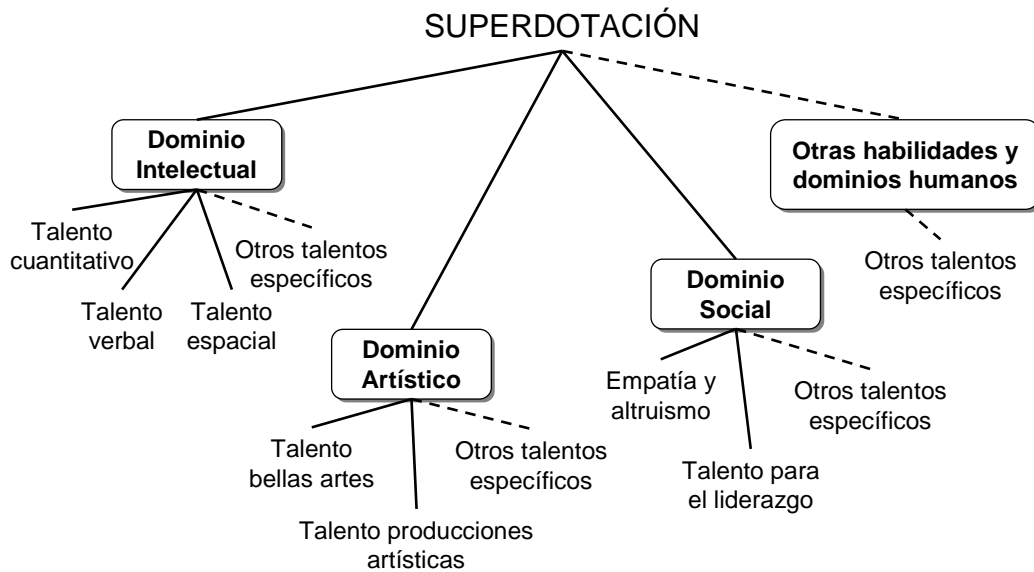 SUPERDOTACIÓN
Dominio
Intelectual
Otras habilidades y
dominios humanos
Talento
cuantitativo
Otros talentos
específicos
Talento
verbal
Talento
espacial
Dominio
Social
Otros talentos
específicos
Dominio
Artístico
Empatía y
altruismo
Otros talentos
específicos
Talento
bellas artes
Otros talentos
específicos
Talento para
el liderazgo
Talento producciones
artísticas